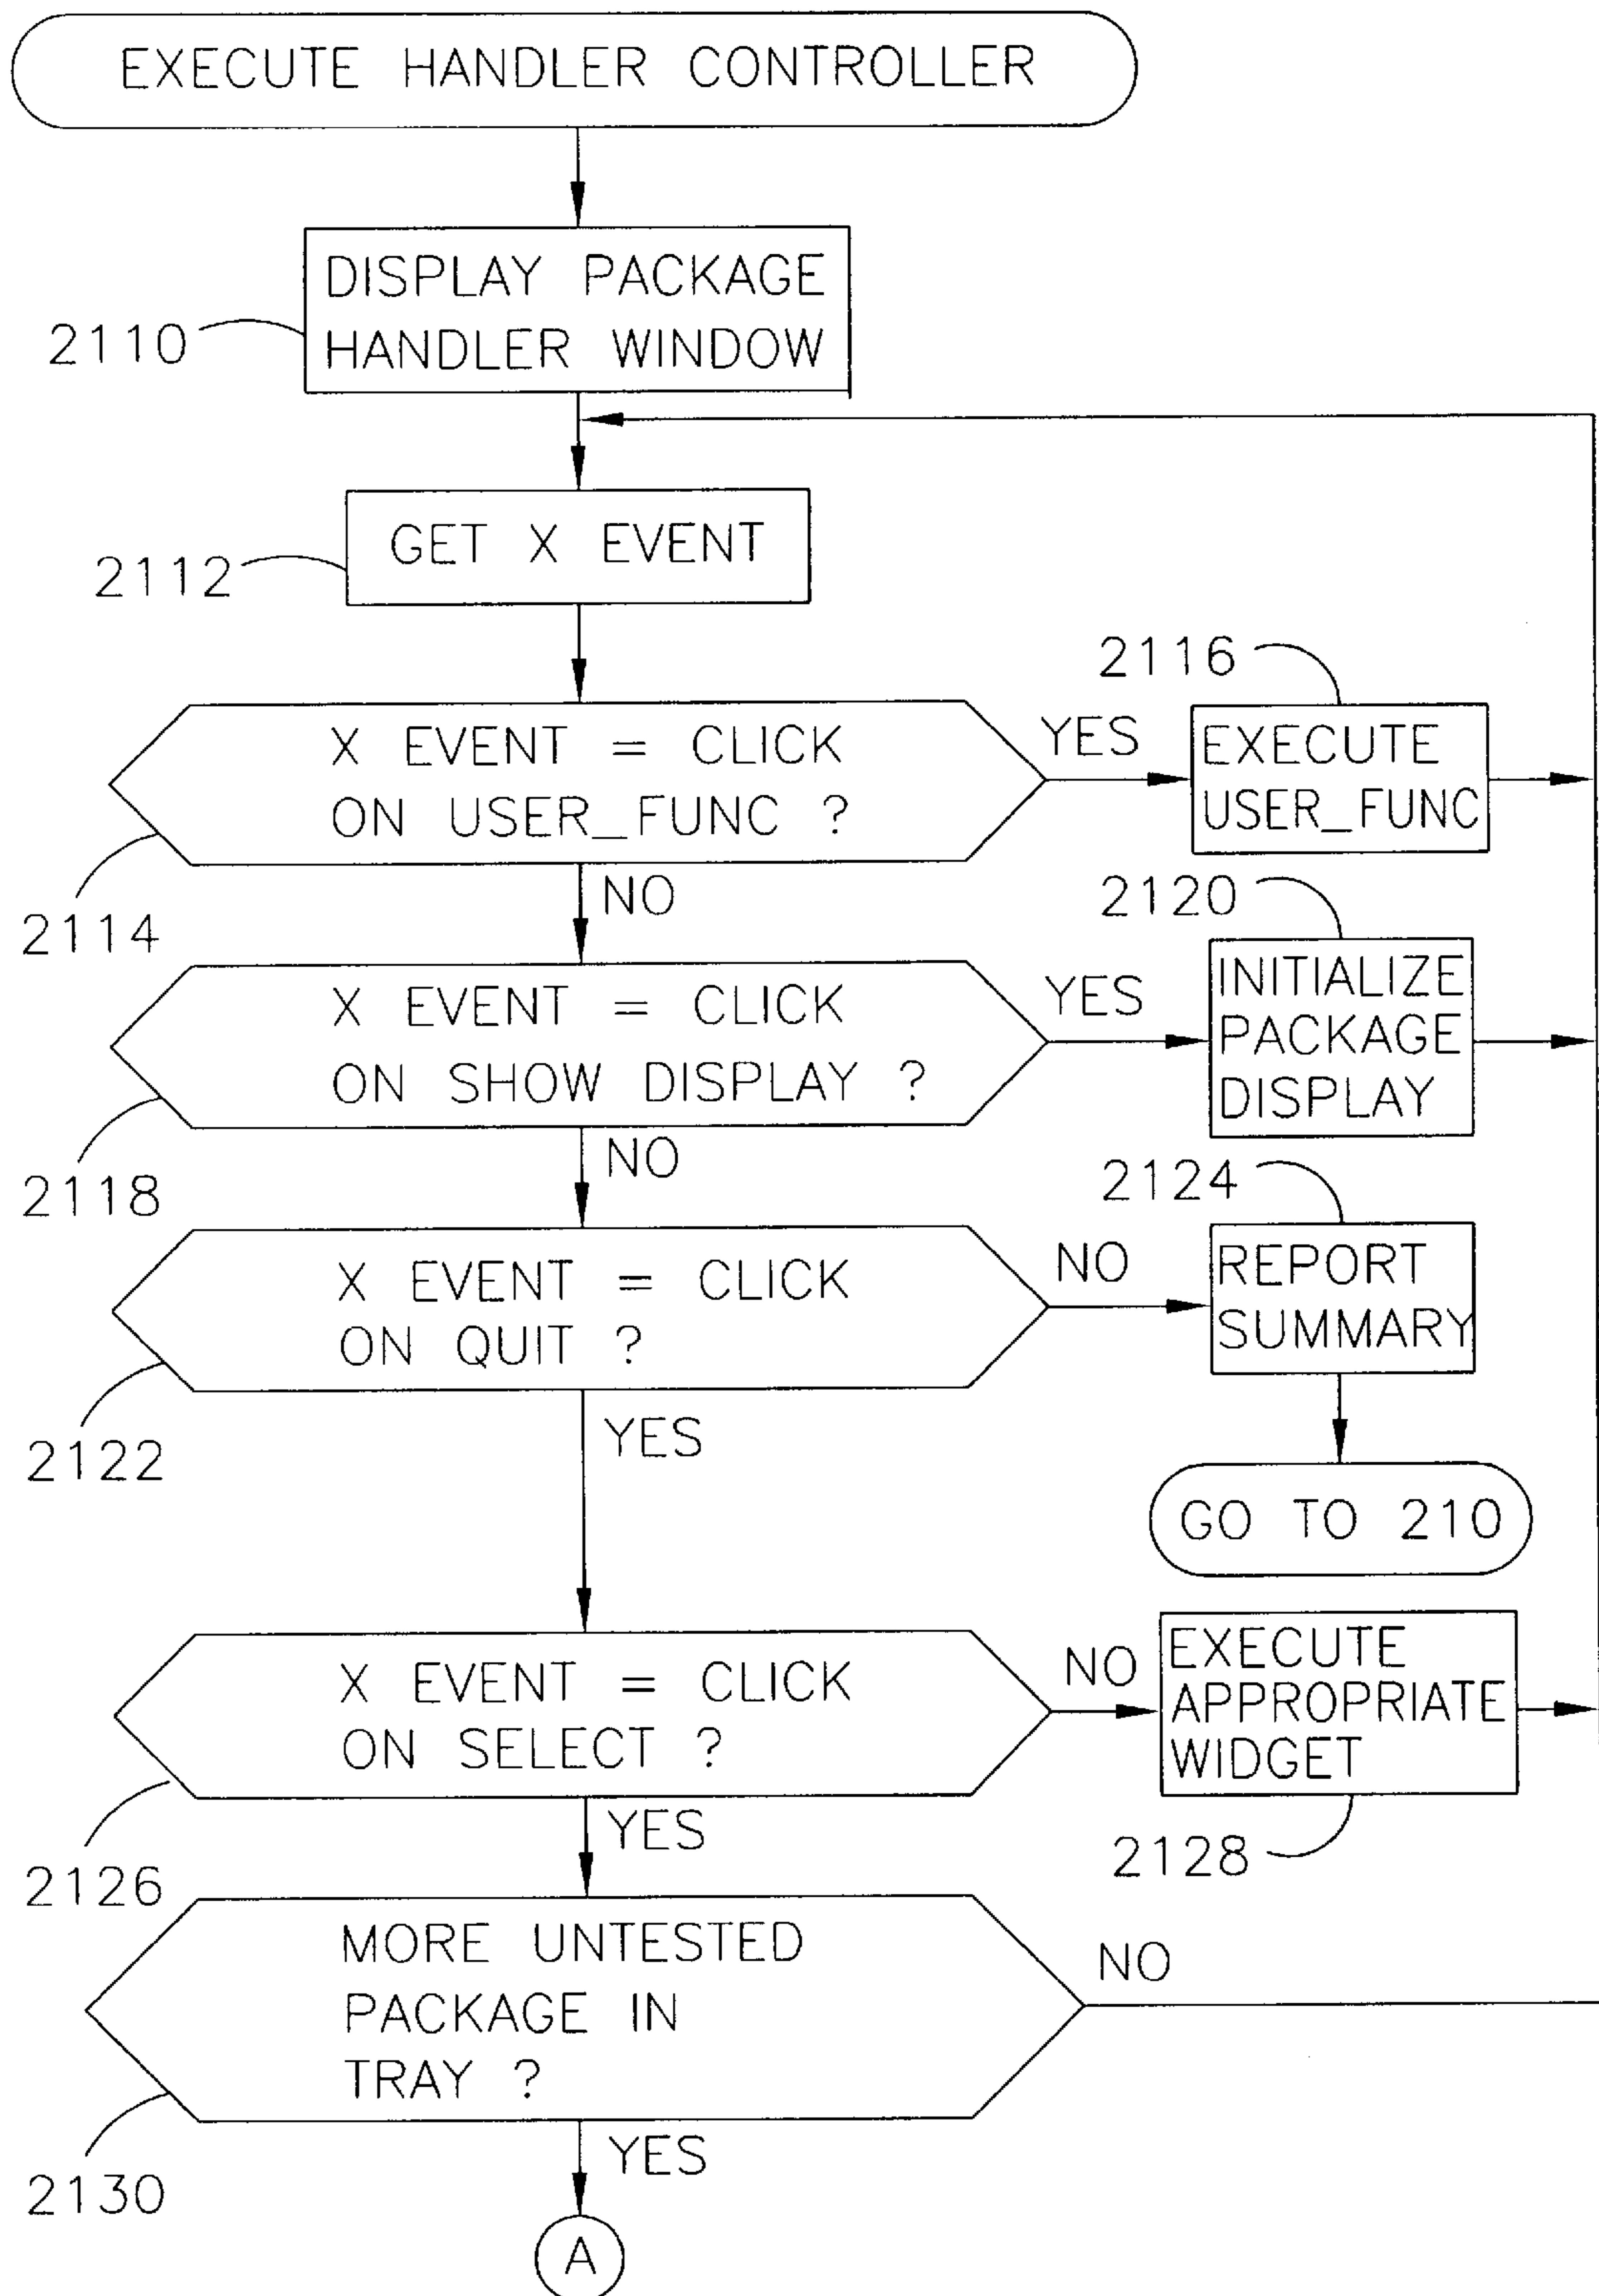 EXECUTE HANDLER CONTROLLER
DISPLAY PACKAGE
HANDLER WINDOW
2110
GET X EVENT
2112
2116
X EVENT = CLICK
ON USER_FUNC ?
YES
EXECUTE
USER_FUNC
2114
NO
2120
X EVENT = CLICK
ON SHOW DISPLAY ?
YES
INITIALIZE
PACKAGE
DISPLAY
2118
NO
2124
X EVENT = CLICK
ON QUIT ?
NO
REPORT
SUMMARY
2122
YES
GO TO 210
X EVENT = CLICK
ON SELECT ?
NO
EXECUTE
APPROPRIATE
WIDGET
2126
YES
2128
MORE UNTESTED
PACKAGE IN
TRAY ?
NO
2130
YES
A